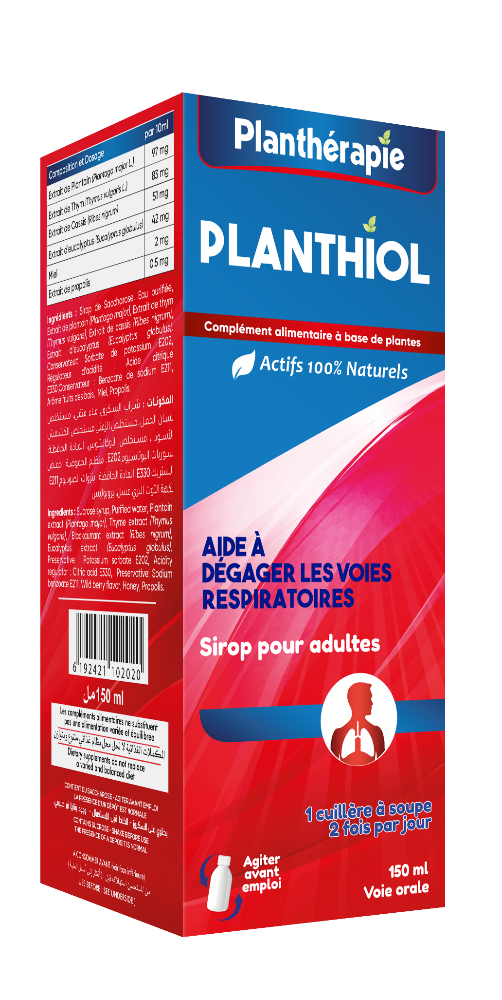 Composition et Dosage par 10ml
Extrait de Plantain (Plantago major L.) 97 mg
Extrait de Thym (Thymus vulgaris L.) 83 mg
Extrait de Cassis (Ribes nigrum) 51 mg
Extrait d'eucalyptus (Eucalyptus globulus) 42 mg
Miel 2 mg
Extrait de propolis 0.5 mg
Ingrédients : Sirop de Saccharose, Eau purifiée,
Extrait de plantain (Plantago major), Extrait de thym
(Thymus vulgaris), Extrait de cassis (Ribes nigrum),
Extrait d'eucalyptus (Eucalyptus globulus),
Conservateur: Sorbate de potassium E202,
Régulateur d'acidité : Acide citrique
E330,Conservateur : Benzoate de sodium E211,
Arôme fruits des bois, Miel, Propolis.
المكونات : شراب السكروز، ماء منقى، مستخلص
لسان الحمل ،مستخلص الزعتر، مستخلص الكشمش
الأسود ، مستخلص الأوكالبتوس، المادة الحافظة:
سوربات البوتاسيوم E202، منظم الحموضة : حمض
الستريك E330، المادة الحافظة : بنزوات الصوديوم E211،
نكهة التوت البري،عسل، بروبوليس
Ingredients : Sucrose syrup, Purified water, Plantain
extract (Plantago major), Thyme extract (Thymus
vulgaris), Blackcurrant extract (Ribes nigrum),
Eucalyptus extract (Eucalyptus globulus),
Preservative : Potassium sorbate E202, Acidity
regulator : Citric acid E330, Preservative: Sodium
benzoate E211, Wild berry flavor, Honey, Propolis.
6 192421 102020
150 ml مل
Les compléments alimentaires ne substituent
pas une alimentation variée et équilibrée
المكملات الغذائية لا تحل محل نظام غذائي متنوع ومتوازن
Dietary supplements do not replace
a varied and balanced diet
CONTIENT DU SACCHAROSE - AGITER AVANT EMPLOI
LA PRÉSENCE D'UN DÉPÔT EST NORMALE
يحتوي على السكروز - الخلط قبل الإستعمال - وجود بقايا أمر طبيعي.
CONTAINS SUCROSE - SHAKE BEFORE USE
THE PRESENCE OF A DEPOSIT IS NORMAL
A CONSOMMER AVANT (voir face inférieure)
من المستحسن استهلاكه قبل : ( أنظر إلى أسفل العلبة )
USE BEFORE ( SEE UNDERSIDE )
Planthérapie
PLANTHIOL
Complément alimentaire à base de plantes
Actifs 100% Naturels
AIDE À
DÉGAGER LES VOIES
RESPIRATOIRES
Sirop pour adultes
1 cuillère à soupe
2 fois par jour
Agiter
avant
emploi
150 ml
Voie orale